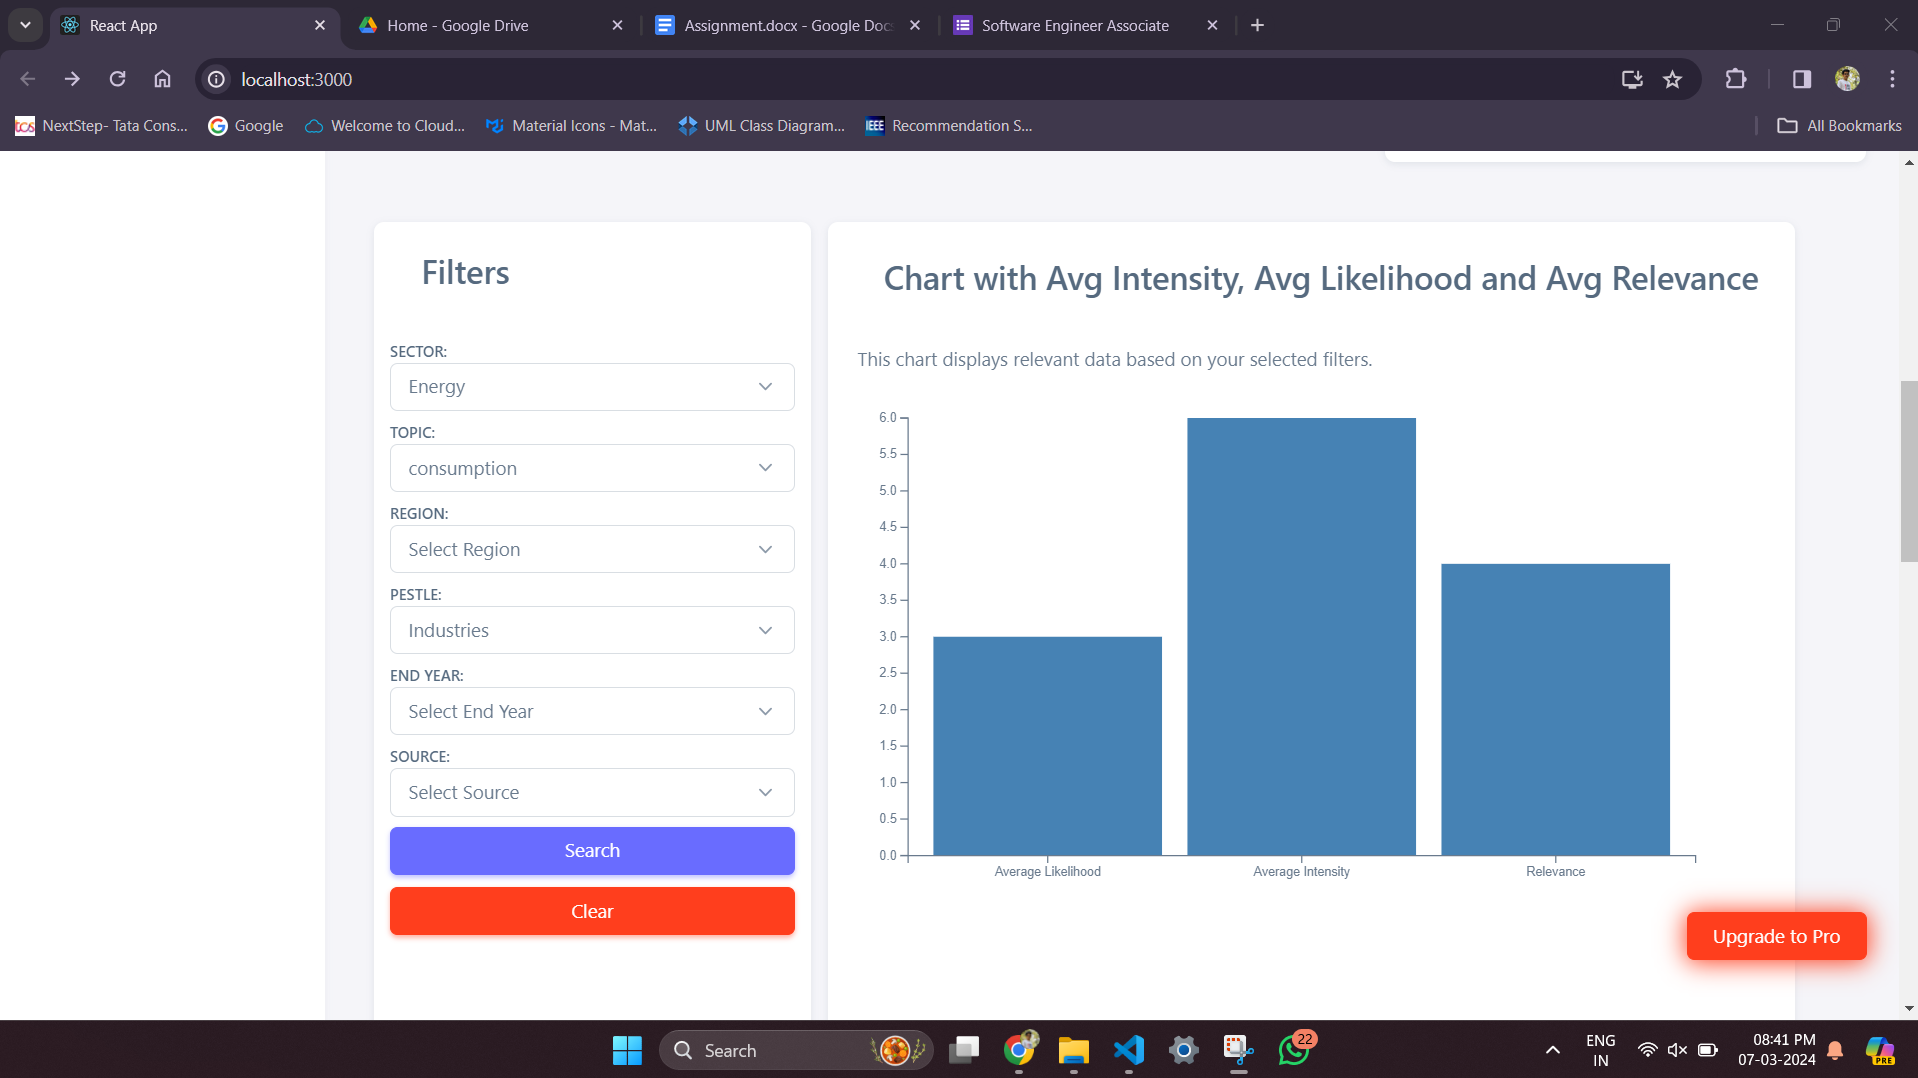 React App
Home - Google Drive
Assignment.docx - Google Doc
Software Engineer Associate
localhost:3000
tcs NextStep- Tata Cons...
Google
Welcome to Cloud...
Material Icons - Mat...
UML Class Diagram...
IEEE Recommendation S...
All Bookmarks
Filters
SECTOR:
Energy
TOPIC:
consumption
REGION:
Select Region
PESTLE:
Industries
END YEAR:
Select End Year
SOURCE:
Select Source
Search
Clear
Chart with Avg Intensity, Avg Likelihood and Avg Relevance
This chart displays relevant data based on your selected filters.
6.0
5.5
5.0
4.5
4.0
3.5
3.0
2.5
2.0
1.5
1.0
0.5
0.0
Average Likelihood
Average Intensity
Relevance
Upgrade to Pro
Search
22
ENG
IN
08:41 PM
07-03-2024
PRE